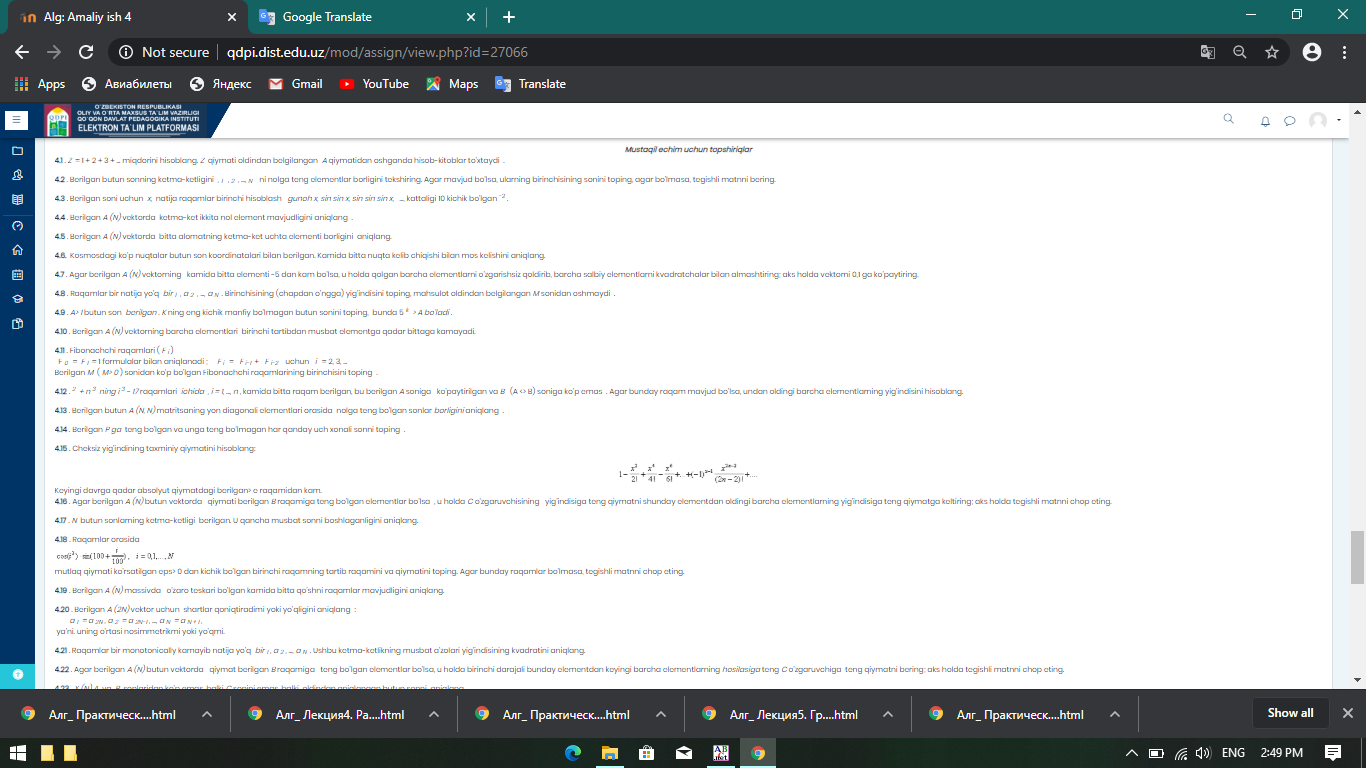 Alg: Amaliy ish 4
Google Translate
Not secure | qdpi.dist.edu.uz/mod/assign/view.php?id=27066
Apps Авиабилеты Яндекс Gmail YouTube Maps Translate
O'ZBEKISTON RESPUBLIKASI
OLIY VA O'RTA MAXSUS TA`LIM VAZIRLIGI
QO'QON DAVLAT PEDAGOGIKA INSTITUTI
ELEKTRON TA`LIM PLATFORMASI
Mustaqil echim uchun topshiriqlar
4.1 . Z = 1 + 2 + 3 + ... miqdorini hisoblang. Z qiymati oldindan belgilangan A qiymatidan oshganda hisob-kitoblar to'xtaydi .
4.2 . Berilgan butun sonning ketma-ketligini , 1 , 2 , ..., N ni nolga teng elementlar borligini tekshiring. Agar mavjud bo'lsa, ularning birinchisining sonini toping, agar bo'lmasa, tegishli matnni bering.
4.3 . Berilgan soni uchun x, natija raqamlar birinchi hisoblash gunoh x, sin sin x, sin sin sin x, ..., kattaligi 10 kichik bo'lgan -2 .
4.4 . Berilgan A (N) vektorda ketma-ket ikkita nol element mavjudligini aniqlang .
4.5 . Berilgan A (N) vektorda bitta alomatning ketma-ket uchta elementi borligini aniqlang.
4.6. Kosmosdagi ko'p nuqtalar butun son koordinatalari bilan berilgan. Kamida bitta nuqta kelib chiqishi bilan mos kelishini aniqlang.
4.7 . Agar berilgan A (N) vektorning kamida bitta elementi -5 dan kam bo'lsa, u holda qolgan barcha elementlarni o'zgarishsiz qoldirib, barcha salbiy elementlarni kvadratchalar bilan almashtiring; aks holda vektorni 0,1 ga ko'paytiring.
4.8 . Raqamlar bir natija yo'q bir 1 , a 2 , ..., a N . Birinchisining (chapdan o'ngga) yig'indisini toping, mahsulot oldindan belgilangan M sonidan oshmaydi .
4.9 . A> 1 butun son berilgan . K ning eng kichik manfiy bo'lmagan butun sonini toping, bunda 5 k > A bo'ladi .
4.10 . Berilgan A (N) vektorning barcha elementlari birinchi tartibdan musbat elementga qadar bittaga kamayadi.
4.11 . Fibonachchi raqamlari ( F i )
F 0 = F 1 = 1 formulalar bilan aniqlanadi ; F i = F i-1 + F i-2 uchun i = 2, 3, ...
Berilgan M ( M> 0 ) sonidan ko'p bo'lgan Fibonachchi raqamlarining birinchisini toping .
4.12 . 2 + n 2 ning i 3 - 17 raqamlari ichida , i = 1, ..., n , kamida bitta raqam berilgan, bu berilgan A soniga ko'paytirilgan va B (A <> B) soniga ko'p emas . Agar bunday raqam mavjud bo'lsa, undan oldingi barcha elementlarning yig'indisini hisoblang.
4.13 . Berilgan butun A (N, N) matritsaning yon diagonali elementlari orasida nolga teng bo'lgan sonlar borligini aniqlang .
4.14 . Berilgan P ga teng bo'lgan va unga teng bo'lmagan har qanday uch xonali sonni toping .
4.15 . Cheksiz yig'indining taxminiy qiymatini hisoblang:
1 − x²/2! + x⁴/4! − x⁶/6! +. .+(−1)ⁿ⁻¹ x²ⁿ⁻²/(2n−2)! +....
Keyingi davrga qadar absolyut qiymatdagi berilgan> e raqamidan kam.
4.16 . Agar berilgan A (N) butun vektorda qiymati berilgan B raqamiga teng bo'lgan elementlar bo'lsa , u holda C o'zgaruvchisining yig'indisiga teng qiymatni shunday elementdan oldingi barcha elementlarning yig'indisiga teng qiymatga keltiring; aks holda tegishli matnni chop eting.
4.17 . N butun sonlarning ketma-ketligi berilgan. U qancha musbat sonni boshlaganligini aniqlang.
4.18 . Raqamlar orasida
cos(i²) · sin(100 + i/100) , i = 0,1,..., N
mutlaq qiymati ko'rsatilgan eps> 0 dan kichik bo'lgan birinchi raqamning tartib raqamini va qiymatini toping. Agar bunday raqamlar bo'lmasa, tegishli matnni chop eting.
4.19 . Berilgan A (N) massivda o'zaro teskari bo'lgan kamida bitta qo'shni raqamlar mavjudligini aniqlang.
4.20 . Berilgan A (2N) vektor uchun shartlar qoniqtiradimi yoki yo'qligini aniqlang :
a 1 = a 2N , a 2 = a 2N-1 , ..., a N = a N + 1 ,
ya'ni. uning o'rtasi nosimmetrikmi yoki yo'qmi.
4.21 . Raqamlar bir monotonically kamayib natija yo'q bir 1 , a 2 , ..., a N . Ushbu ketma-ketlikning musbat a'zolari yig'indisining kvadratini aniqlang.
4.22 . Agar berilgan A (N) butun vektorda qiymat berilgan B raqamiga teng bo'lgan elementlar bo'lsa, u holda birinchi darajali bunday elementdan keyingi barcha elementlarning hosilasiga teng C o'zgaruvchiga teng qiymatni bering; aks holda tegishli matnni chop eting.
Алг_ Практическ....html
Алг_ Лекция4. Ра....html
Алг_ Практическ....html
Алг_ Лекция5. Гр....html
Алг_ Практическ....html
Show all
ENG 2:49 PM